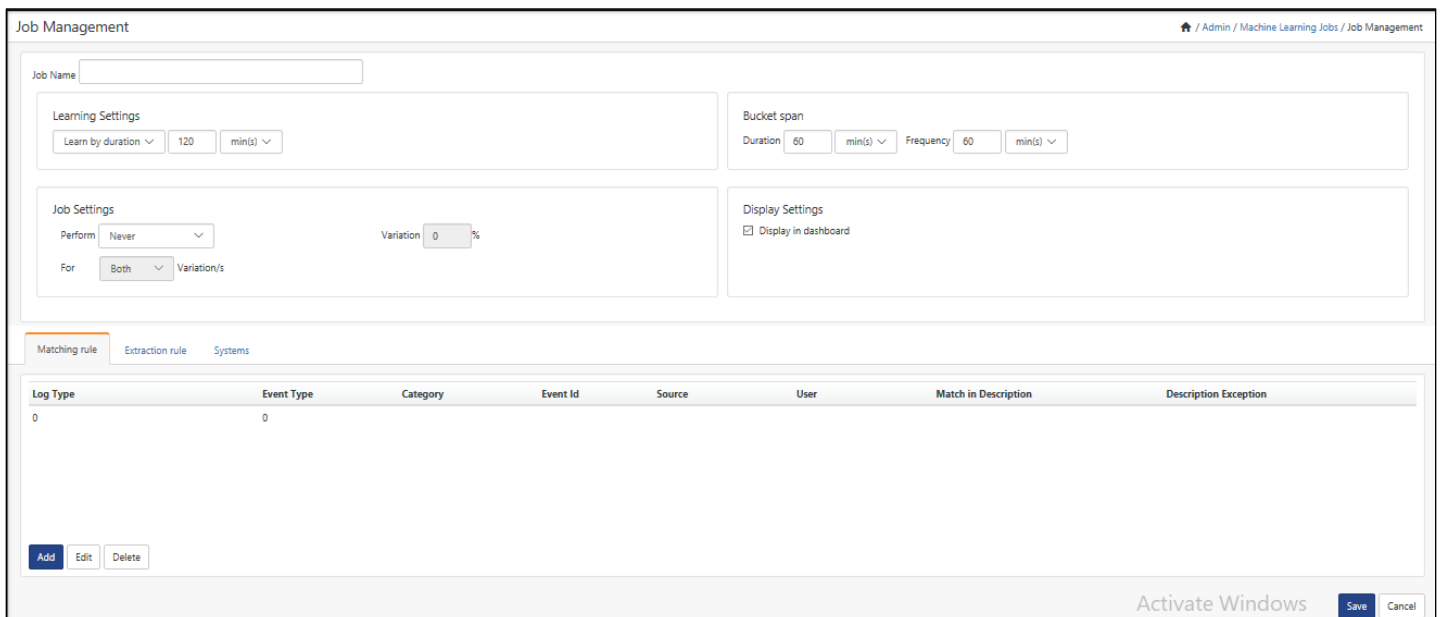 Job Management / Admin / Machine Learning Jobs / Job Management
Job Name
Learning Settings Bucket span
Learn by duration 120 min(s) Duration 60 min(s) Frequency 60 min(s)
Job Settings Display Settings
Perform Never Variation 0 % Display in dashboard
For Both Variation/s
Matching rule Extraction rule Systems
Log Type Event Type Category Event Id Source User Match in Description Description Exception
0 0
Add Edit Delete
Activate Windows Save Cancel